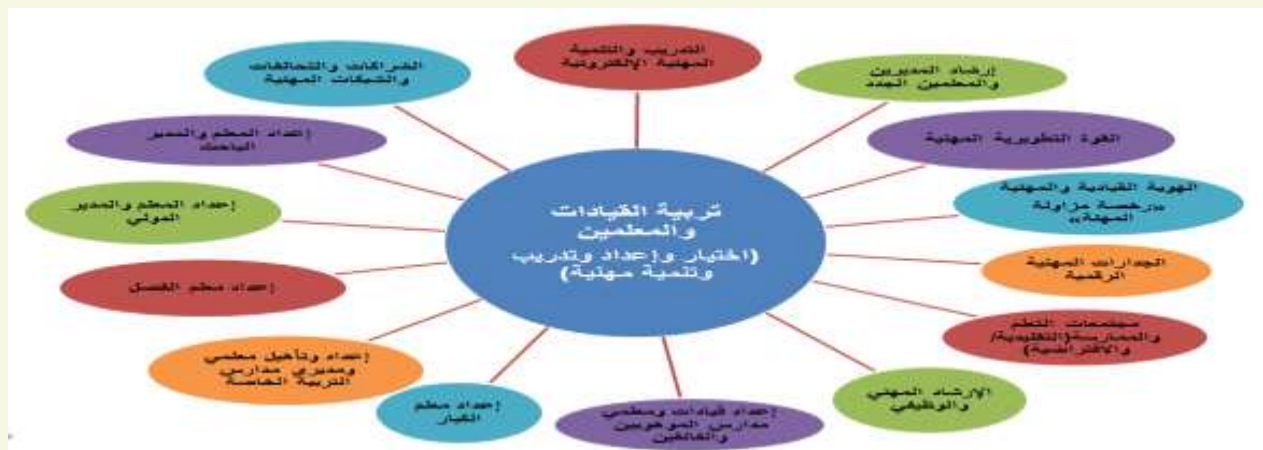 التدريب والتنمية
المهنية الإلكترونية
إرشاد المديرين
والمعلمين الجدد
القوة التطويرية المهنية
الهوية القيادية والمهنية
"رخصة مزاولة
المهنة"
الجدارات المهنية
الرقمية
مجتمعات التعلم
والممارسة(التقليدية/
والافتراضية)
الإرشاد المهني
والوظيفي
إعداد قيادات ومعلمي
مدارس الموهوبين
والفائقين
إعداد معلم
الكبار
إعداد وتأهيل معلمي
ومديري مدارس
التربية الخاصة
إعداد معلم الفصل
إعداد المعلم والمدير
الدولي
إعداد المعلم والمدير
الباحث
الشراكات والتحالفات
والشبكات المهنية
تربية القيادات
والمعلمين
(اختيار وإعداد وتدريب
وتنمية مهنية)